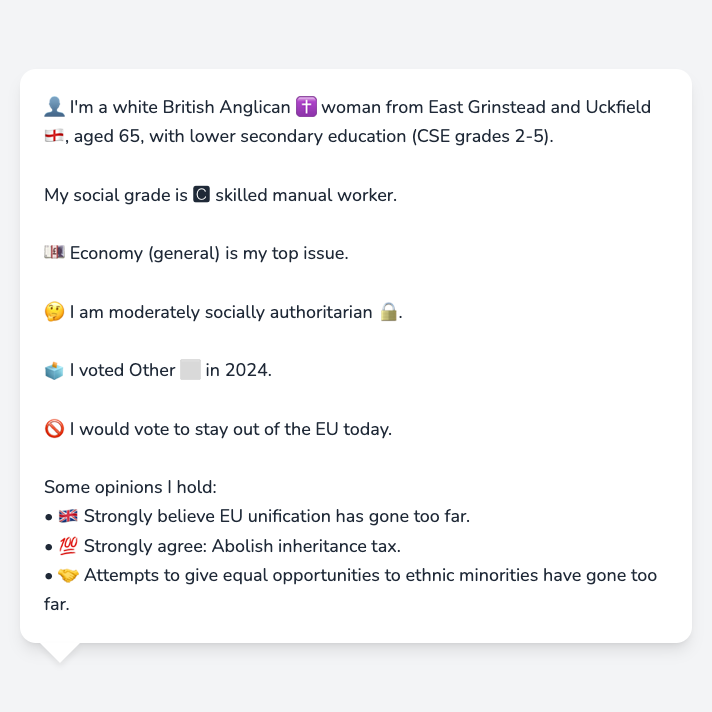 👤 I'm a white British Anglican ✝️ woman from East Grinstead and Uckfield
🏴󠁧󠁢󠁥󠁮󠁧󠁿, aged 65, with lower secondary education (CSE grades 2-5).
My social grade is 🅲 skilled manual worker.
💷 Economy (general) is my top issue.
🤔 I am moderately socially authoritarian 🔒.
🗳️ I voted Other ⬜ in 2024.
🚫 I would vote to stay out of the EU today.
Some opinions I hold:
• 🇬🇧 Strongly believe EU unification has gone too far.
• 💯 Strongly agree: Abolish inheritance tax.
• 🤝 Attempts to give equal opportunities to ethnic minorities have gone too
far.